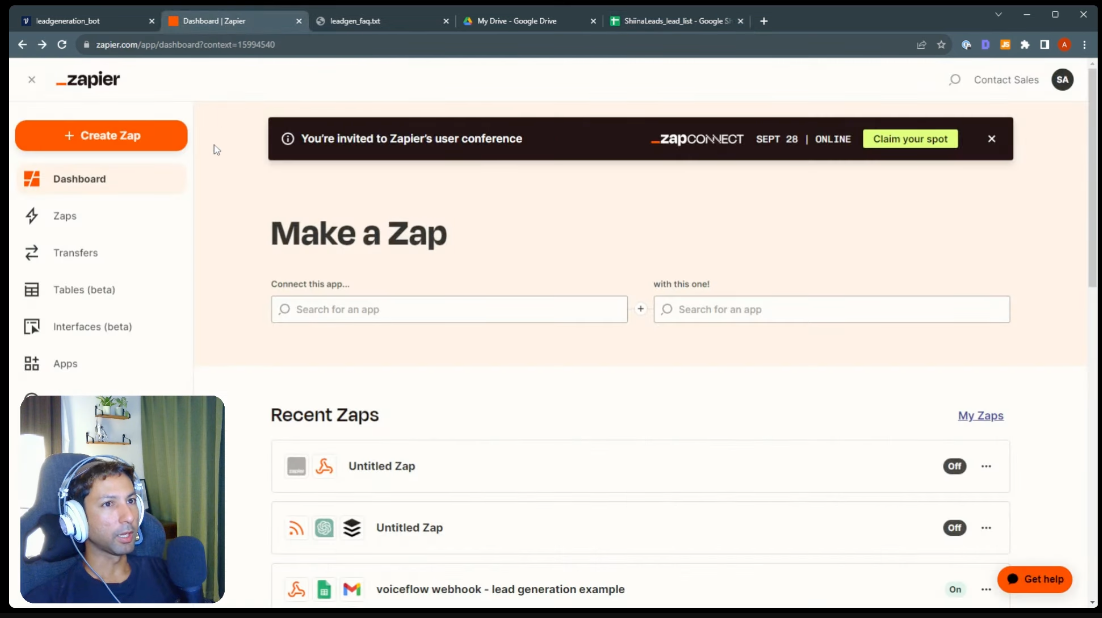 leadgeneration_bot
Dashboard | Zapier
leadgen_faq.txt
My Drive - Google Drive
ShiinaLeads_lead_list - Google S
zapier.com/app/dashboard?context=15994540
zapier
Contact Sales
SA
+ Create Zap
Dashboard
Zaps
Transfers
Tables (beta)
Interfaces (beta)
Apps
You're invited to Zapier's user conference
zapCONNECT
SEPT 28 | ONLINE
Claim your spot
Make a Zap
Connect this app...
with this one!
Search for an app
Search for an app
Recent Zaps
My Zaps
Untitled Zap
Off
Untitled Zap
Off
voiceflow webhook - lead generation example
On
Get help